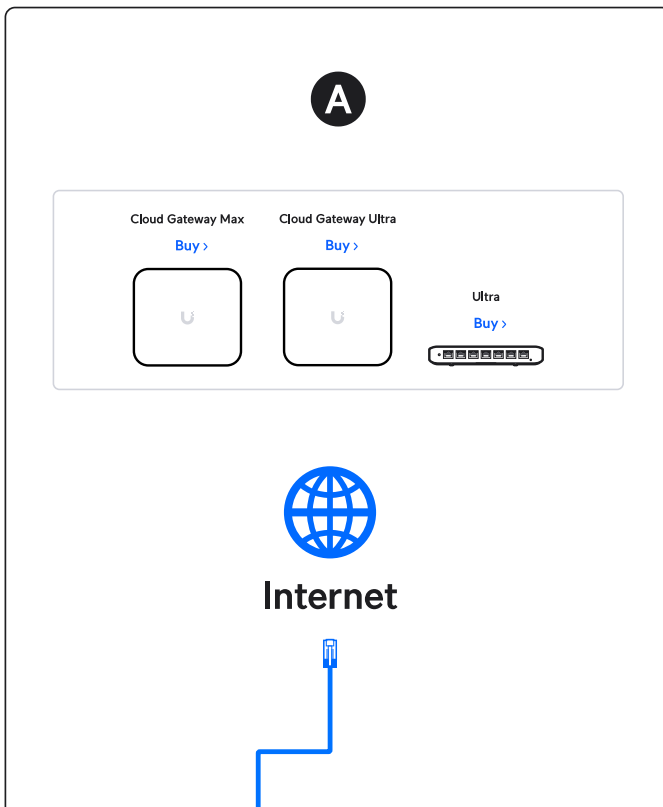 A
Cloud Gateway Max
Cloud Gateway Ultra
Buy >
Buy >
Ultra
Buy >
Internet